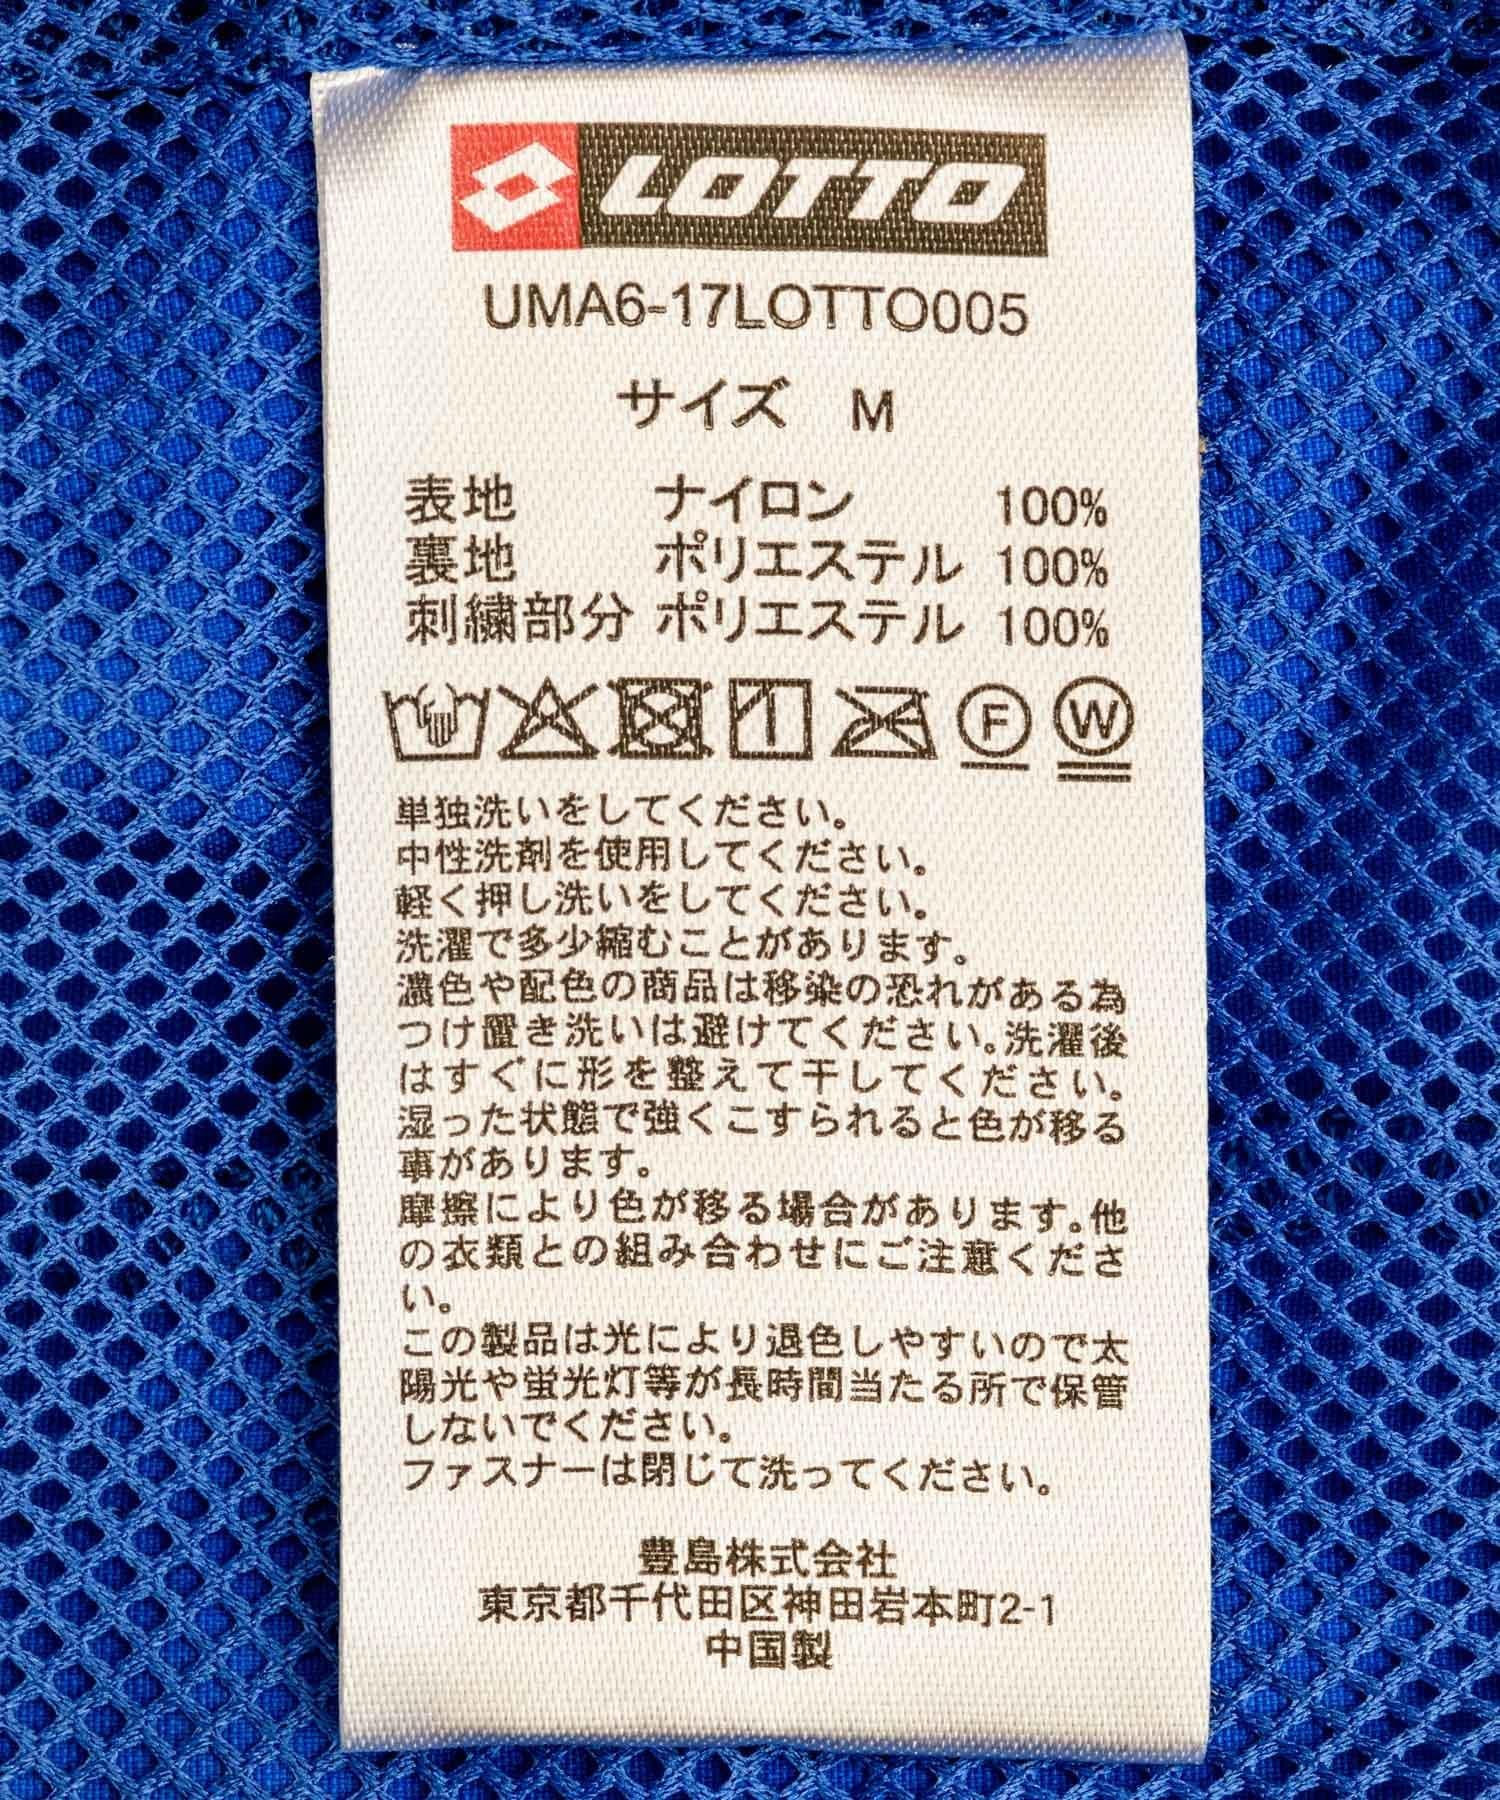 LOTTO
UMA6-17LOTTO005
サイズ M
表地 ナイロン 100%
裏地 ポリエステル 100%
刺繍部分 ポリエステル 100%
F W
単独洗いをしてください。
中性洗剤を使用してください。
軽く押し洗いをしてください。
洗濯で多少縮むことがあります。
濃色や配色の商品は移染の恐れがある為
つけ置き洗いは避けてください。洗濯後
はすぐに形を整えて干してください。
湿った状態で強くこすられると色が移る
事があります。
摩擦により色が移る場合があります。他
の衣類との組み合わせにご注意くださ
い。
この製品は光により退色しやすいので太
陽光や蛍光灯等が長時間当たる所で保管
しないでください。
ファスナーは閉じて洗ってください。
豊島株式会社
東京都千代田区神田岩本町2-1
中国製